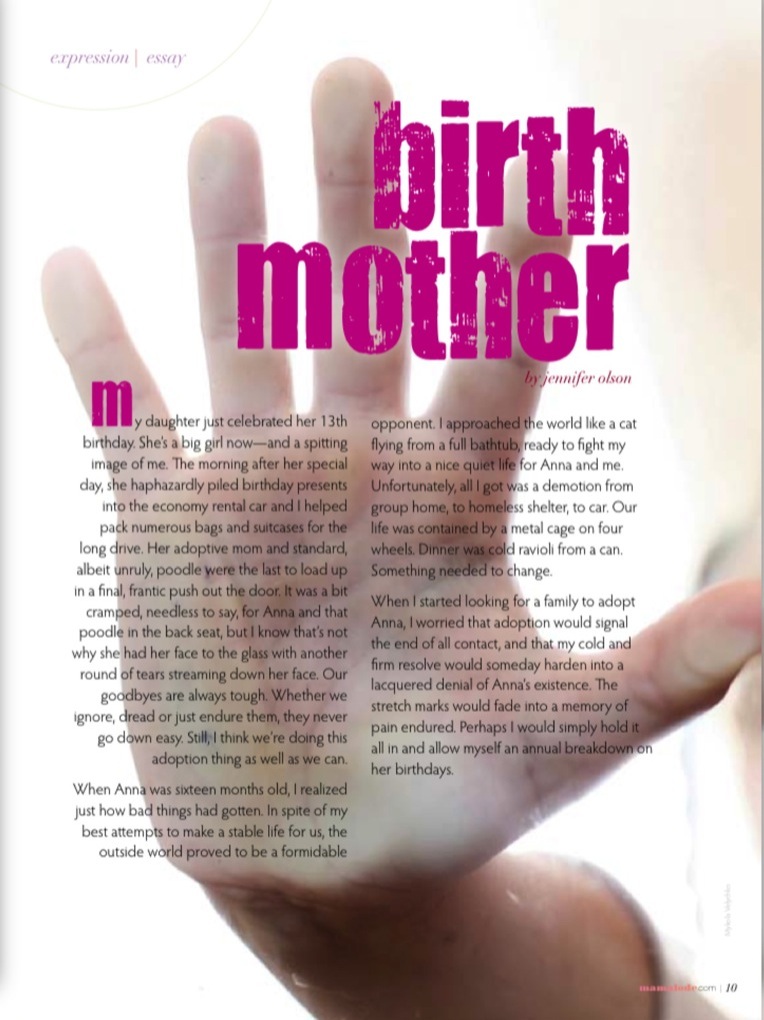 expression | essay
birth
mother
by jennifer olson
my daughter just celebrated her 13th
birthday. She's a big girl now—and a spitting
image of me. The morning after her special
day, she haphazardly piled birthday presents
into the economy rental car and I helped
pack numerous bags and suitcases for the
long drive. Her adoptive mom and standard,
albeit unruly, poodle were the last to load up
in a final, frantic push out the door. It was a bit
cramped, needless to say, for Anna and that
poodle in the back seat, but I know that's not
why she had her face to the glass with another
round of tears streaming down her face. Our
goodbyes are always tough. Whether we
ignore, dread or just endure them, they never
go down easy. Still, I think we're doing this
adoption thing as well as we can.
When Anna was sixteen months old, I realized
just how bad things had gotten. In spite of my
best attempts to make a stable life for us, the
outside world proved to be a formidable
opponent. I approached the world like a cat
flying from a full bathtub, ready to fight my
way into a nice quiet life for Anna and me.
Unfortunately, all I got was a demotion from
group home, to homeless shelter, to car. Our
life was contained by a metal cage on four
wheels. Dinner was cold ravioli from a can.
Something needed to change.
When I started looking for a family to adopt
Anna, I worried that adoption would signal
the end of all contact, and that my cold and
firm resolve would someday harden into a
lacquered denial of Anna's existence. The
stretch marks would fade into a memory of
pain endured. Perhaps I would simply hold it
all in and allow myself an annual breakdown on
her birthdays.
mamalode.com | 10